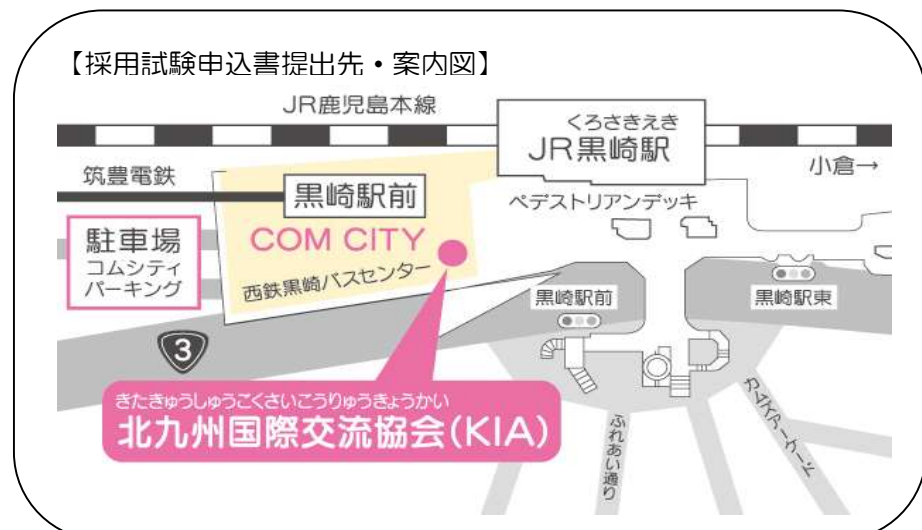 【採用試験申込書提出先・案内図】
JR鹿児島本線
くろさきえき
JR黒崎駅
小倉→
筑豊電鉄
黒崎駅前
ペデストリアンデッキ
駐車場
コムシティ
パーキング
COM CITY
西鉄黒崎バスセンター
黒崎駅前
黒崎駅東
3
きたきゅうしゅうこくさいこうりゅうきょうかい
北九州国際交流協会(KIA)
ふれあい通り
カムズアーケード